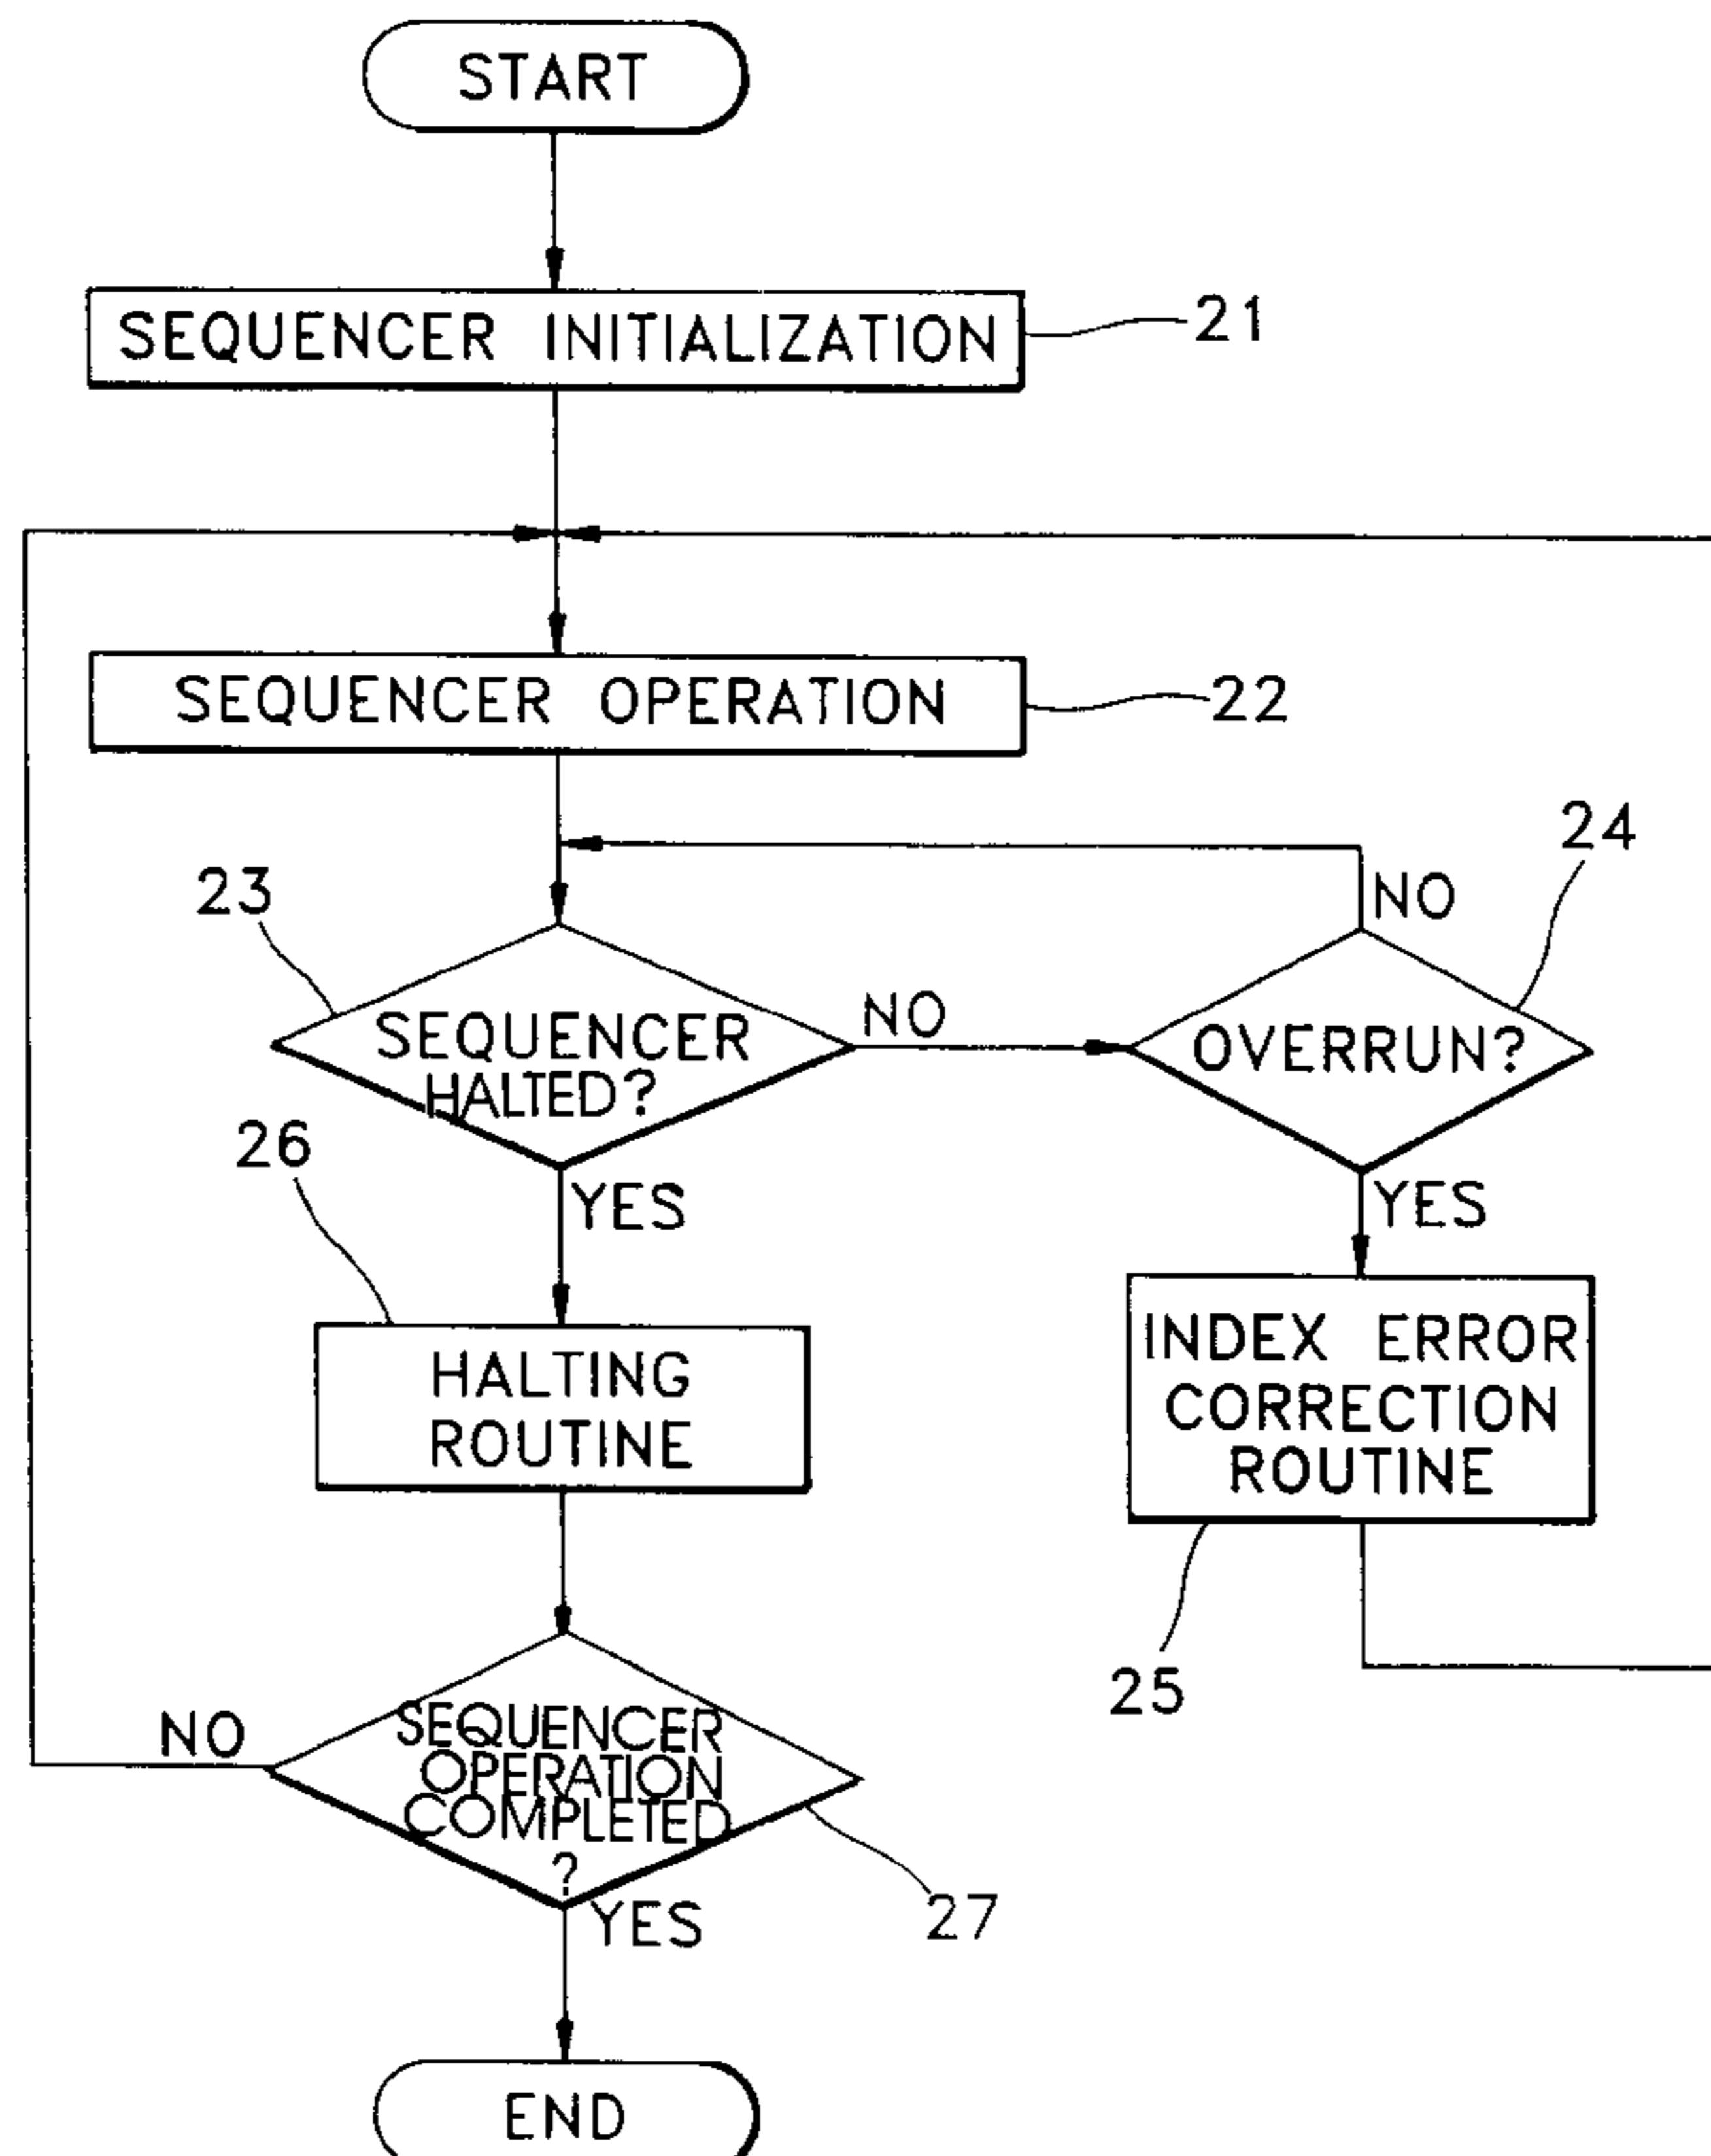 START
SEQUENCER INITIALIZATION
21
SEQUENCER OPERATION
22
24
23
NO
SEQUENCER
HALTED?
NO
OVERRUN?
26
YES
YES
HALTING
ROUTINE
INDEX ERROR
CORRECTION
ROUTINE
25
NO
SEQUENCER
OPERATION
COMPLETED
?
YES
27
END